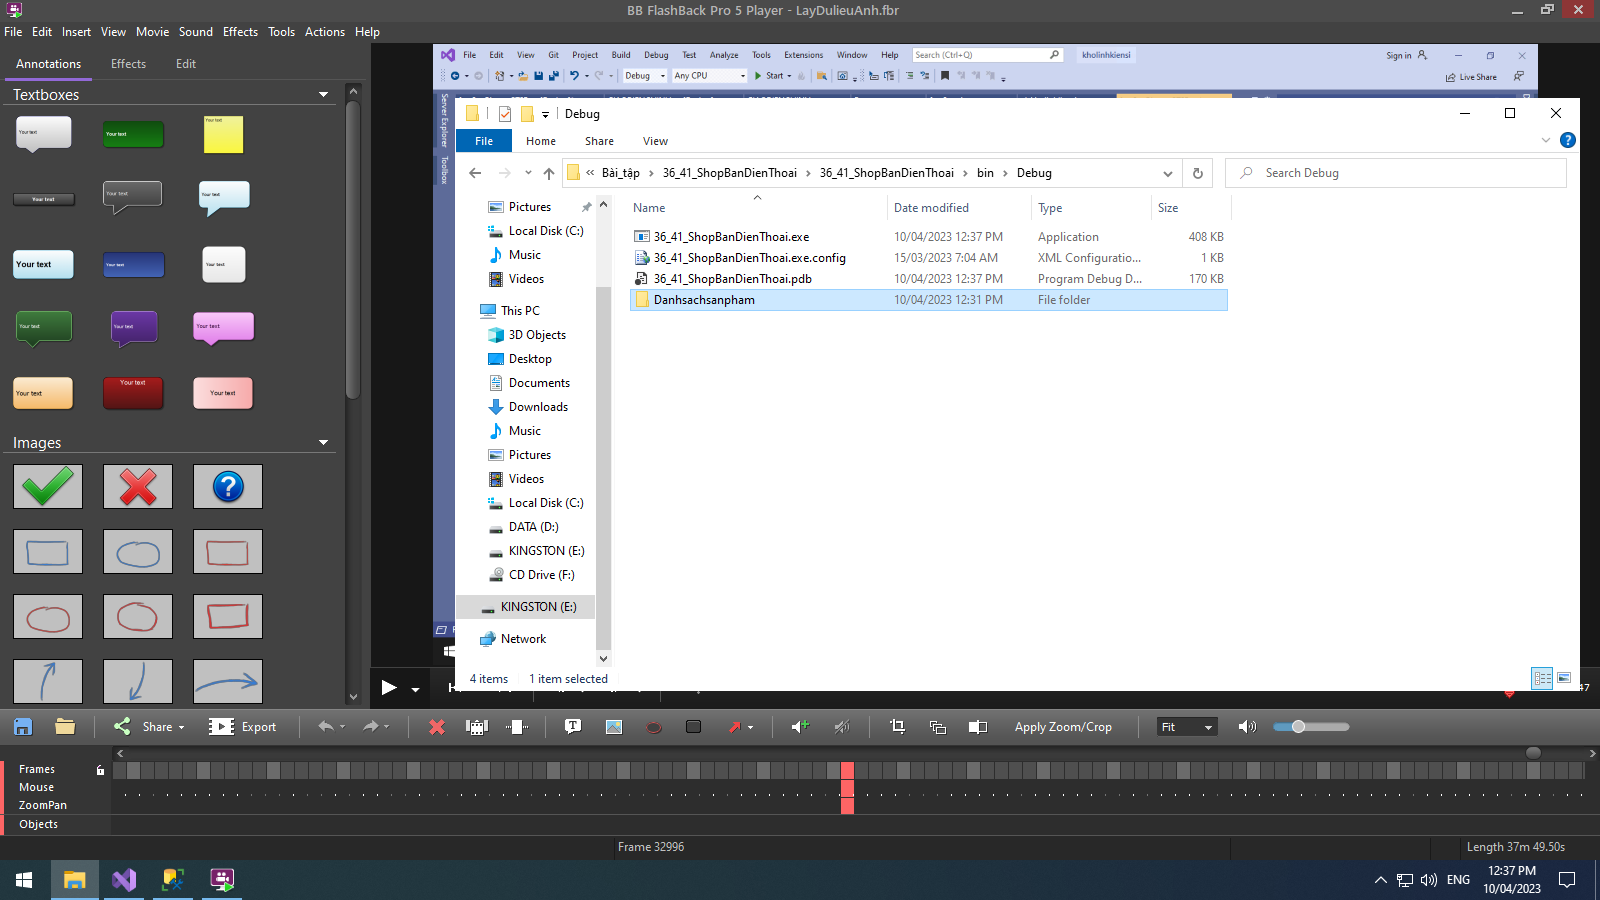 BB FlashBack Pro 5 Player - LayDulieuAnh.fbr
File Edit Insert View Movie Sound Effects Tools Actions Help
Annotations Effects Edit
Textboxes
Your text Your text Your text
Your text Your text Your text
Your text Your text Your text
Your text Your text Your text
Your text Your text Your text
Images
File Edit View Git Project Build Debug Test Analyze Tools Extensions Window Help Search (Ctrl+Q) kholinhkiensi Sign in
Debug Any CPU Start Live Share
Server Explorer
Toolbox
Debug
File Home Share View
« Bài_tập › 36_41_ShopBanDienThoai › 36_41_ShopBanDienThoai › bin › Debug
Search Debug
Pictures
Local Disk (C:)
Music
Videos
This PC
3D Objects
Desktop
Documents
Downloads
Music
Pictures
Videos
Local Disk (C:)
DATA (D:)
KINGSTON (E:)
CD Drive (F:)
KINGSTON (E:)
Network
Name Date modified Type Size
36_41_ShopBanDienThoai.exe 10/04/2023 12:37 PM Application 408 KB
36_41_ShopBanDienThoai.exe.config 15/03/2023 7:04 AM XML Configuratio... 1 KB
36_41_ShopBanDienThoai.pdb 10/04/2023 12:37 PM Program Debug D... 170 KB
Danhsachsanpham 10/04/2023 12:31 PM File folder
4 items 1 item selected
47
Share Export Apply Zoom/Crop Fit
Frames
Mouse
ZoomPan
Objects
Frame 32996 Length 37m 49.50s
ENG 12:37 PM
10/04/2023